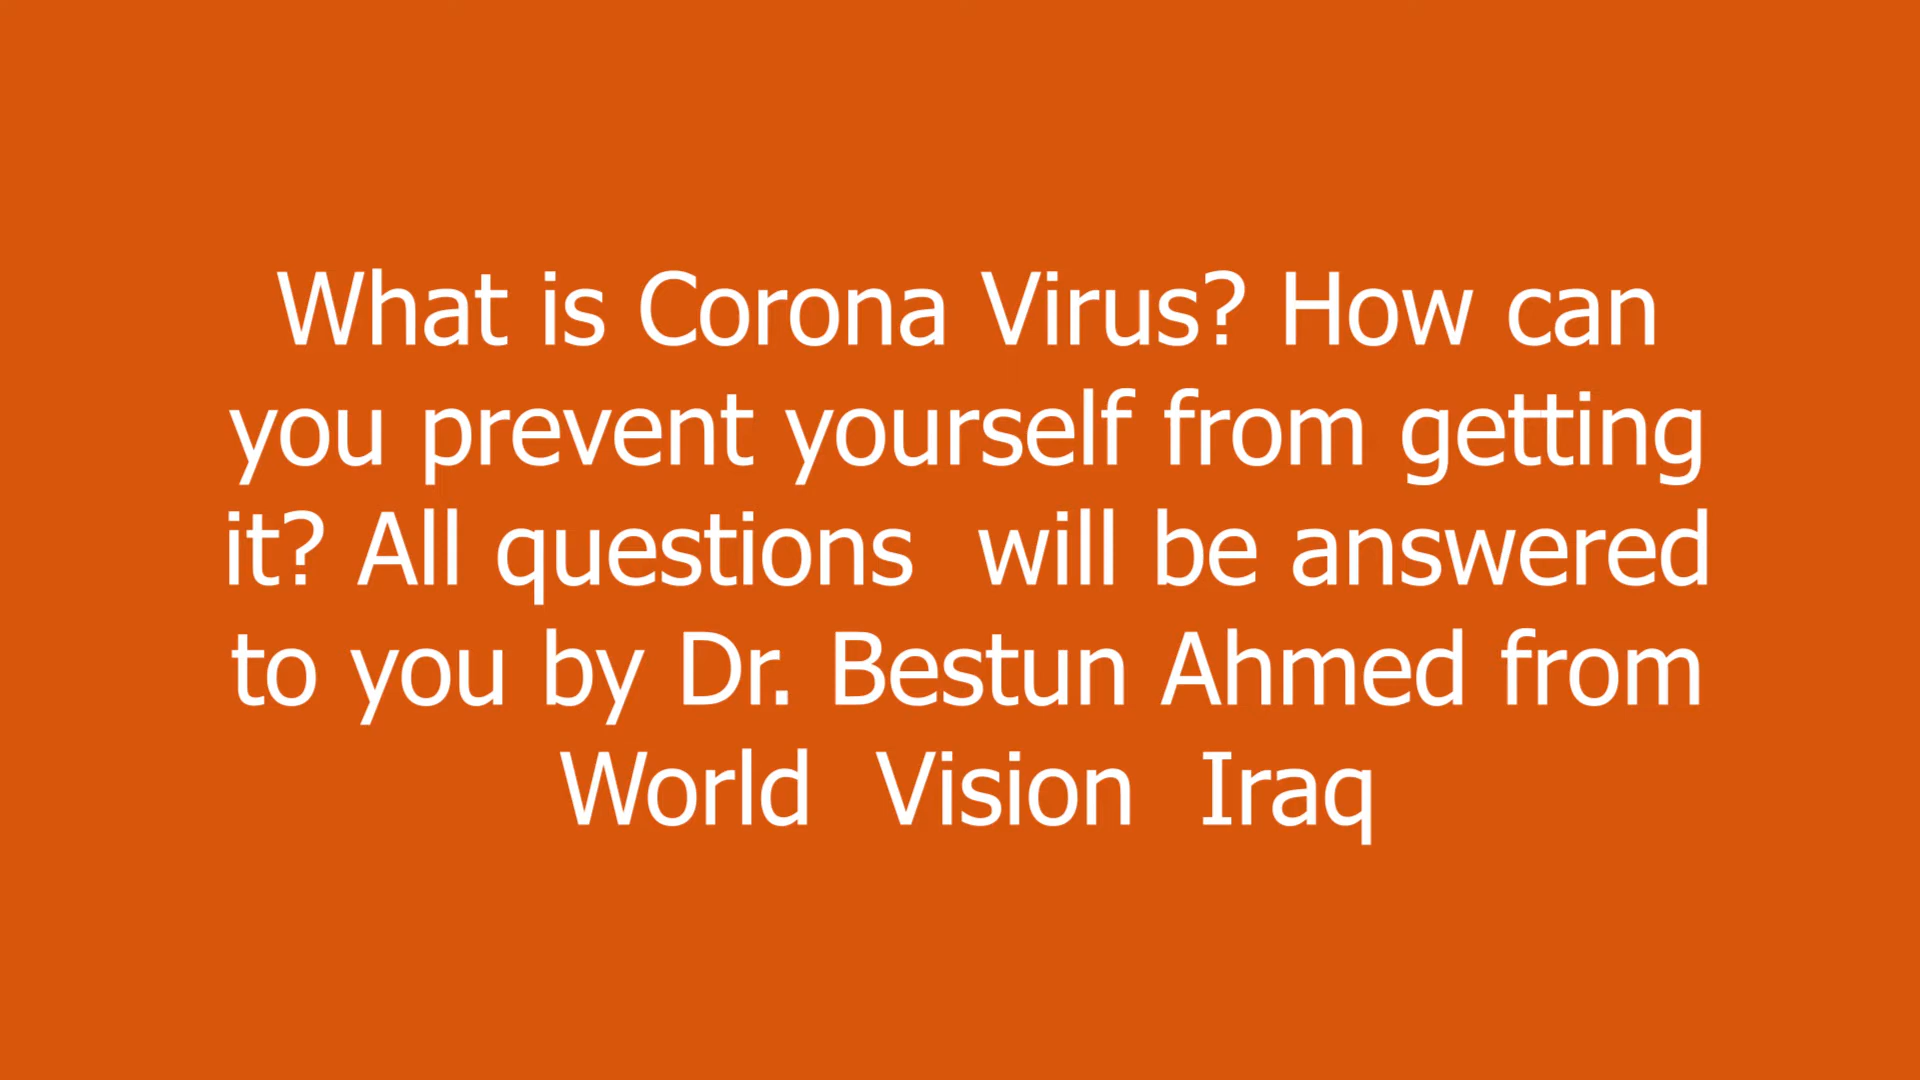 What is Corona Virus? How can
you prevent yourself from getting
it? All questions  will be answered
to you by Dr. Bestun Ahmed from
World  Vision  Iraq